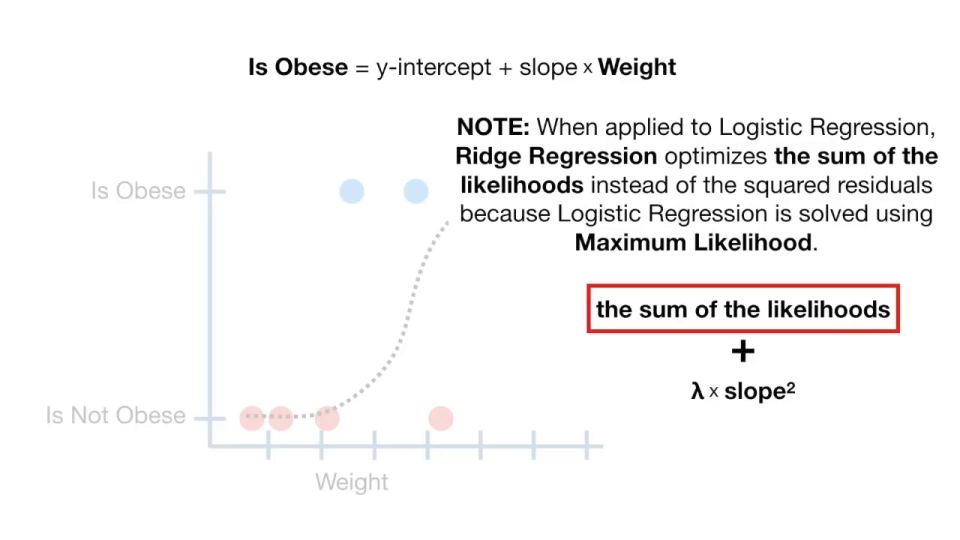 Is Obese = y-intercept + slope x Weight
NOTE: When applied to Logistic Regression,
Ridge Regression optimizes the sum of the
likelihoods instead of the squared residuals
because Logistic Regression is solved using
Maximum Likelihood.
the sum of the likelihoods
+
λ x slope²
Is Obese
Is Not Obese
Weight